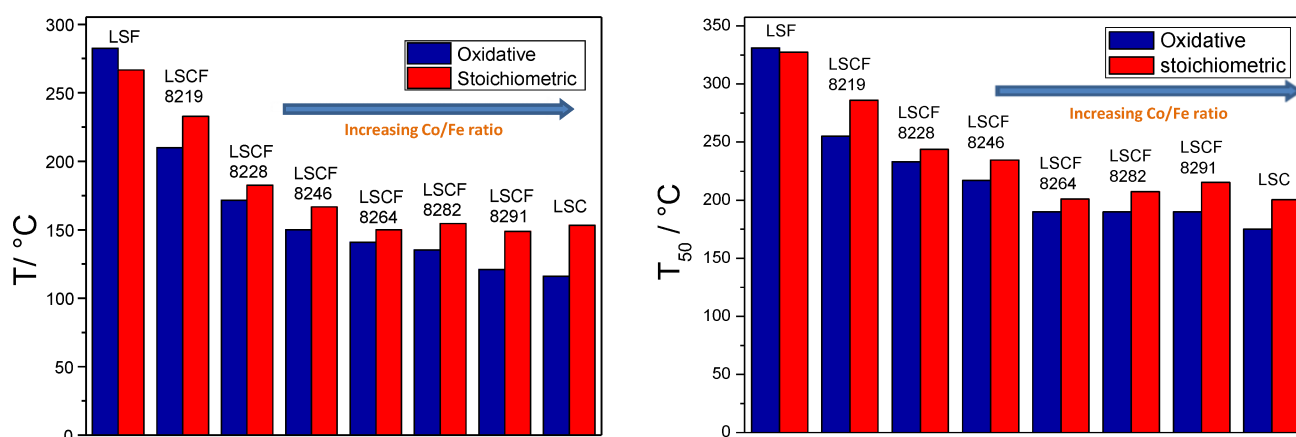 300
250
200
150
100
50
0
T/ °C
LSF
LSCF
8219
LSCF
8228
LSCF
8246
LSCF
8264
LSCF
8282
LSCF
8291
LSC
Oxidative
Stoichiometric
Increasing Co/Fe ratio
350
300
250
200
150
100
50
0
T50 / °C
LSF
LSCF
8219
LSCF
8228
LSCF
8246
LSCF
8264
LSCF
8282
LSCF
8291
LSC
Oxidative
stoichiometric
Increasing Co/Fe ratio